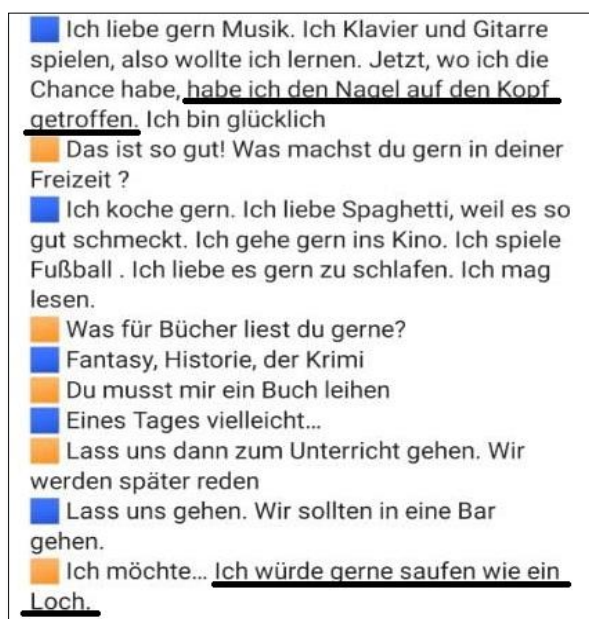 Ich liebe gern Musik. Ich Klavier und Gitarre
spielen, also wollte ich lernen. Jetzt, wo ich die
Chance habe, habe ich den Nagel auf den Kopf
getroffen. Ich bin glücklich
Das ist so gut! Was machst du gern in deiner
Freizeit ?
Ich koche gern. Ich liebe Spaghetti, weil es so
gut schmeckt. Ich gehe gern ins Kino. Ich spiele
Fußball . Ich liebe es gern zu schlafen. Ich mag
lesen.
Was für Bücher liest du gerne?
Fantasy, Historie, der Krimi
Du musst mir ein Buch leihen
Eines Tages vielleicht...
Lass uns dann zum Unterricht gehen. Wir
werden später reden
Lass uns gehen. Wir sollten in eine Bar
gehen.
Ich möchte... Ich würde gerne saufen wie ein
Loch.